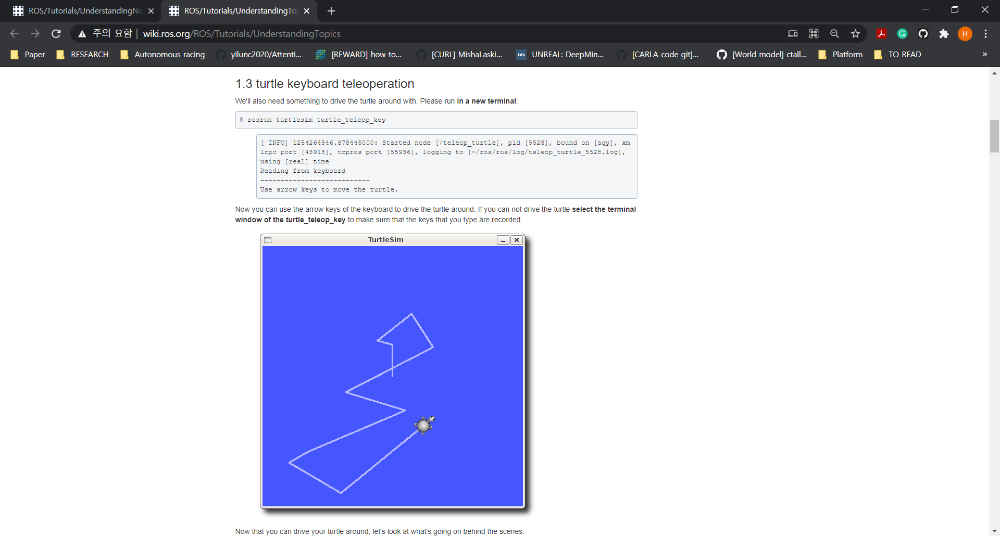 ROS/Tutorials/UnderstandingNo
ROS/Tutorials/UnderstandingTop
주의 요함 | wiki.ros.org/ROS/Tutorials/UnderstandingTopics
H
Paper RESEARCH Autonomous racing yilunc2020/Attenti... [REWARD] how to... [CURL] MishaLaski... tds UNREAL: DeepMin... [CARLA code git]... [World model] ctall... Platform TO READ »
1.3 turtle keyboard teleoperation
We'll also need something to drive the turtle around with. Please run in a new terminal:
$ rosrun turtlesim turtle_teleop_key
[ INFO] 1254264546.878445000: Started node [/teleop_turtle], pid [5528], bound on [aqy], xm
lrpc port [43918], tcpros port [55936], logging to [~/ros/ros/log/teleop_turtle_5528.log],
using [real] time
Reading from keyboard
---------------------------
Use arrow keys to move the turtle.
Now you can use the arrow keys of the keyboard to drive the turtle around. If you can not drive the turtle select the terminal
window of the turtle_teleop_key to make sure that the keys that you type are recorded.
TurtleSim
Now that you can drive your turtle around, let's look at what's going on behind the scenes.